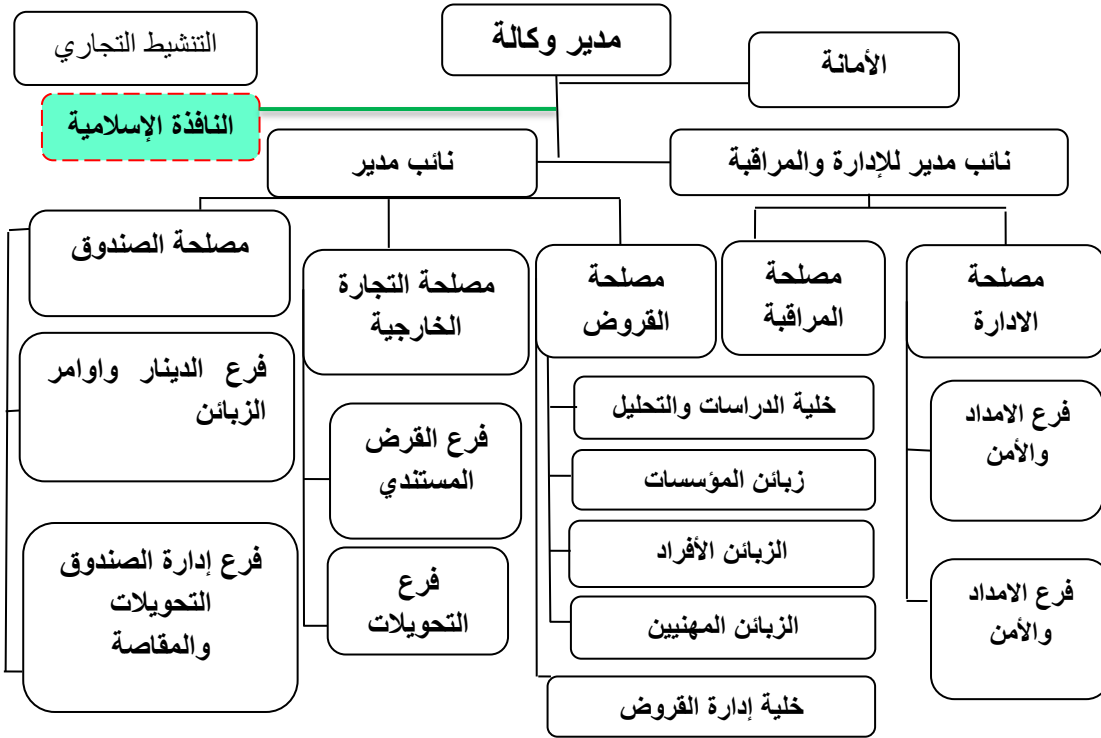 مدير وكالة
التنشيط التجاري
الأمانة
النافذة الإسلامية
نائب مدير للإدارة والمراقبة
نائب مدير
مصلحة
الادارة
مصلحة
المراقبة
مصلحة
القروض
مصلحة التجارة
الخارجية
مصلحة الصندوق
فرع الامداد
والأمن
فرع الامداد
والأمن
خلية الدراسات والتحليل
زبائن المؤسسات
الزبائن الأفراد
الزبائن المهنيين
خلية إدارة القروض
فرع القرض
المستندي
فرع
التحويلات
فرع الدينار واوامر
الزبائن
فرع إدارة الصندوق
التحويلات
والمقاصة